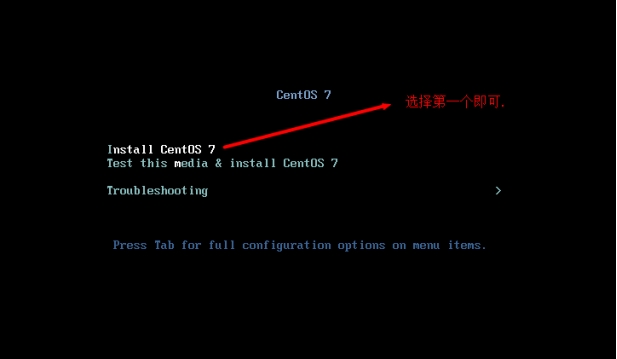 CentOS 7
选择第一个即可.
Install CentOS 7
Test this media & install CentOS 7
Troubleshooting >
Press Tab for full configuration options on menu items.